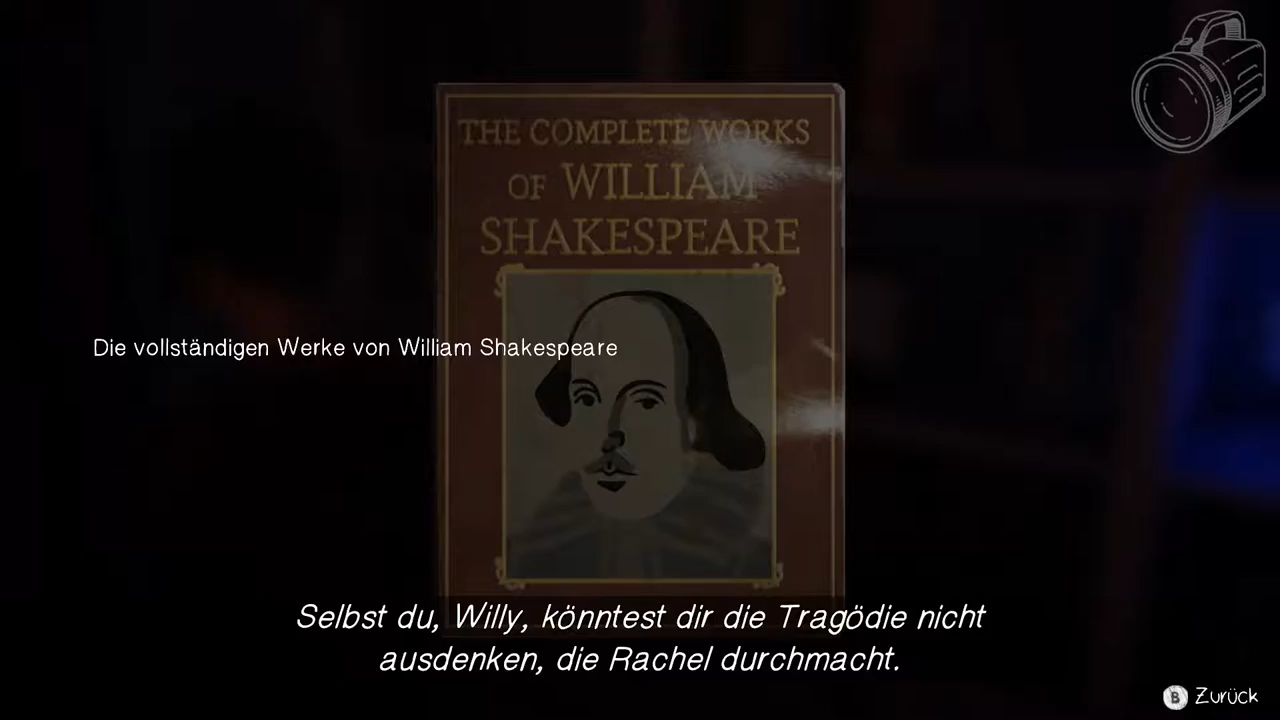 THE COMPLETE WORKS
OF WILLIAM
SHAKESPEARE
Die vollständigen Werke von William Shakespeare
Selbst du, Willy, könntest dir die Tragödie nicht
ausdenken, die Rachel durchmacht.
B Zurück